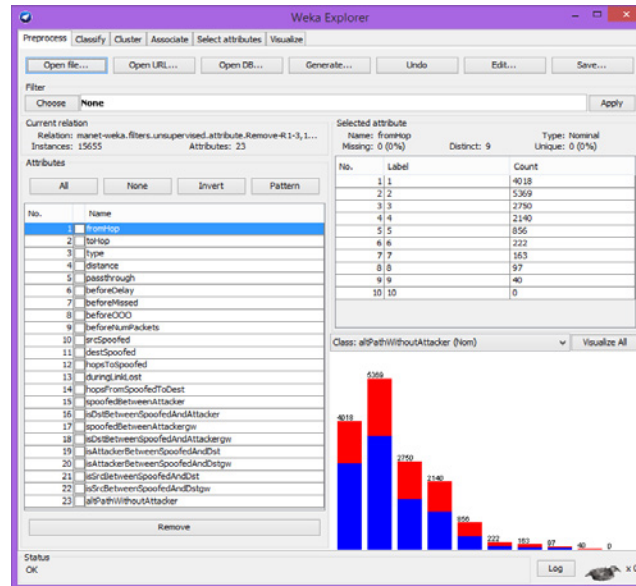 Weka Explorer
Preprocess Classify Cluster Associate Select attributes Visualize
Open file... Open URL... Open DB... Generate... Undo Edit... Save...
Filter
Choose None Apply
Current relation
Relation: manet-weka.filters.unsupervised.attribute.Remove-R1-3,1...
Instances: 15655 Attributes: 23
Attributes
All None Invert Pattern
No. Name
1 fromHop
2 toHop
3 type
4 distance
5 passthrough
6 beforeDelay
7 beforeMissed
8 beforeOOO
9 beforeNumPackets
10 srcSpoofed
11 destSpoofed
12 hopsToSpoofed
13 duringLinkLost
14 hopsFromSpoofedToDest
15 spoofedBetweenAttacker
16 isDstBetweenSpoofedAndAttacker
17 spoofedBetweenAttackergw
18 isDstBetweenSpoofedAndAttackergw
19 isAttackerBetweenSpoofedAndDst
20 isAttackerBetweenSpoofedAndDstgw
21 isSrcBetweenSpoofedAndDst
22 isSrcBetweenSpoofedAndDstgw
23 altPathWithoutAttacker
Remove
Selected attribute
Name: fromHop Type: Nominal
Missing: 0 (0%) Distinct: 9 Unique: 0 (0%)
No. Label Count
1 1 4018
2 2 5369
3 3 2750
4 4 2140
5 5 856
6 6 222
7 7 163
8 8 97
9 9 40
10 10 0
Class: altPathWithoutAttacker (Nom) Visualize All
4018 5369 2750 2140 856 222 163 97 40 0
Status
OK
Log x 0